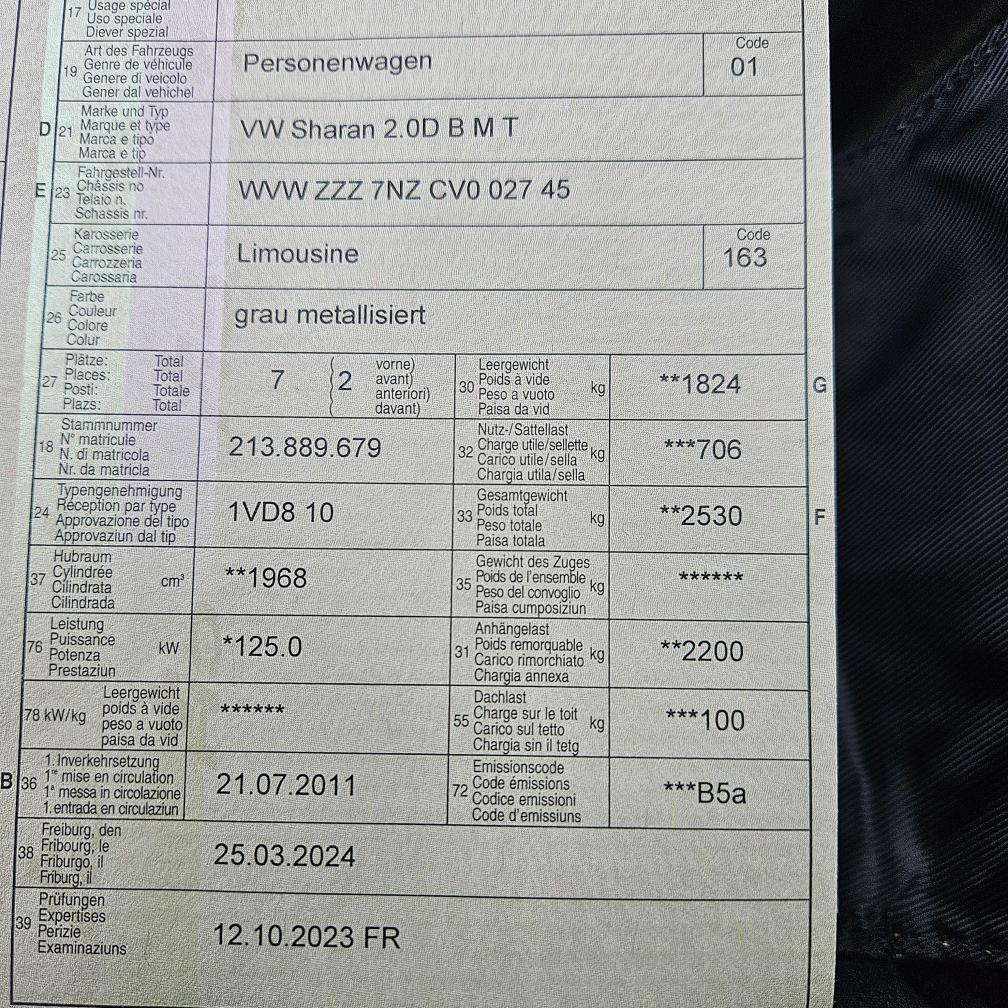 17 Usage spécial
Uso speciale
Diever spezial
19 Art des Fahrzeugs
Genre de véhicule
Genere di veicolo
Gener dal vehichel
Personenwagen
Code
01
D 21 Marke und Typ
Marque et type
Marca e tipo
Marca e tip
VW Sharan 2.0D B M T
E 23 Fahrgestell-Nr.
Châssis no
Telaio n.
Schassis nr.
WVW ZZZ 7NZ CV0 027 45
25 Karosserie
Carrosserie
Carrozzeria
Carossaria
Limousine
Code
163
26 Farbe
Couleur
Colore
Colur
grau metallisiert
27 Plätze: Total
Places: Total
Posti: Totale
Plazs: Total
7 (2 vorne)
avant)
anteriori)
davant)
30 Leergewicht
Poids à vide
Peso a vuoto
Paisa da vid
kg
**1824
G
18 Stammnummer
N° matricule
N. di matricola
Nr. da matricla
213.889.679
32 Nutz-/Sattellast
Charge utile/sellette
Carico utile/sella
Chargia utila/sella
kg
***706
24 Typengenehmigung
Réception par type
Approvazione del tipo
Approvaziun dal tip
1VD8 10
33 Gesamtgewicht
Poids total
Peso totale
Paisa totala
kg
**2530
F
37 Hubraum
Cylindrée
Cilindrata
Cilindrada
cm³
**1968
35 Gewicht des Zuges
Poids de l'ensemble
Peso del convoglio
Paisa cumposiziun
kg
******
76 Leistung
Puissance
Potenza
Prestaziun
kW
*125.0
31 Anhängelast
Poids remorquable
Carico rimorchiato
Chargia annexa
kg
**2200
78 kW/kg Leergewicht
poids à vide
peso a vuoto
paisa da vid
******
55 Dachlast
Charge sur le toit
Carico sul tetto
Chargia sin il tetg
kg
***100
B 36 1. Inverkehrsetzung
1re mise en circulation
1a messa in circolazione
1. entrada en circulaziun
21.07.2011
72 Emissionscode
Code émissions
Codice emissioni
Code d'emissiuns
***B5a
38 Freiburg, den
Fribourg, le
Friburgo, il
Friburg, il
25.03.2024
39 Prüfungen
Expertises
Perizie
Examinaziuns
12.10.2023 FR